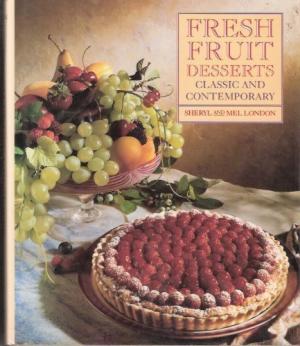 FRESH
FRUIT
DESSERTS
CLASSIC AND
CONTEMPORARY
SHERYL AND MEL LONDON